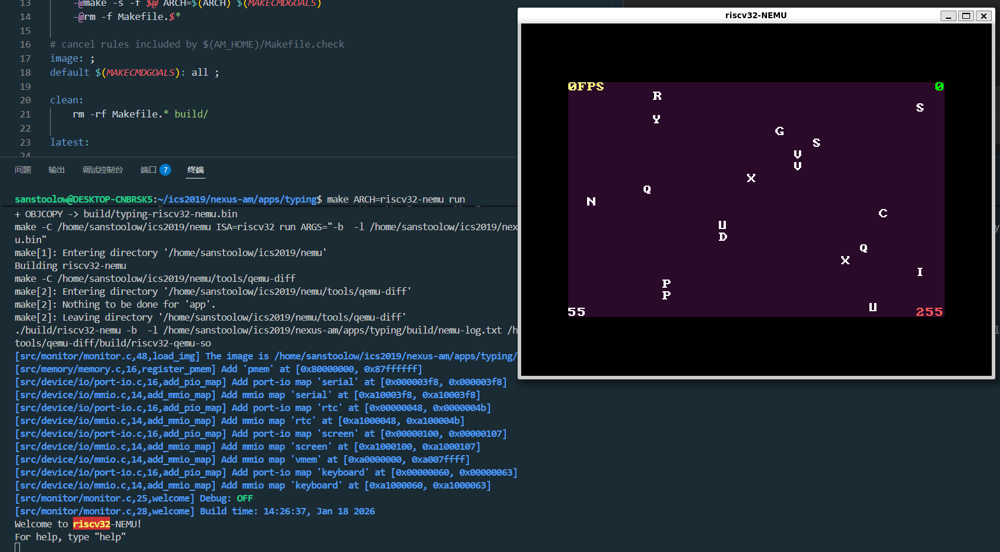 13 -@make -s -f $@ ARCH=$(ARCH) $(MAKECMDGOALS)
14 -@rm -f Makefile.$*
15
16 # cancel rules included by $(AM_HOME)/Makefile.check
17 image: ;
18 default $(MAKECMDGOALS): all ;
19
20 clean:
21 rm -rf Makefile.* build/
22
23 latest:
24
问题 输出 调试控制台 端口 7 终端
sanstoolow@DESKTOP-CNBRSK5:~/ics2019/nexus-am/apps/typing$ make ARCH=riscv32-nemu run
+ OBJCOPY -> build/typing-riscv32-nemu.bin
make -C /home/sanstoolow/ics2019/nemu ISA=riscv32 run ARGS="-b  -l /home/sanstoolow/ics2019/nex
u.bin"
make[1]: Entering directory '/home/sanstoolow/ics2019/nemu'
Building riscv32-nemu
make -C /home/sanstoolow/ics2019/nemu/tools/qemu-diff
make[2]: Entering directory '/home/sanstoolow/ics2019/nemu/tools/qemu-diff'
make[2]: Nothing to be done for 'app'.
make[2]: Leaving directory '/home/sanstoolow/ics2019/nemu/tools/qemu-diff'
./build/riscv32-nemu -b  -l /home/sanstoolow/ics2019/nexus-am/apps/typing/build/nemu-log.txt /h
tools/qemu-diff/build/riscv32-qemu-so
[src/monitor/monitor.c,48,load_img] The image is /home/sanstoolow/ics2019/nexus-am/apps/typing/
[src/memory/memory.c,16,register_pmem] Add 'pmem' at [0x80000000, 0x87ffffff]
[src/device/io/port-io.c,16,add_pio_map] Add port-io map 'serial' at [0x000003f8, 0x000003f8]
[src/device/io/mmio.c,14,add_mmio_map] Add mmio map 'serial' at [0xa10003f8, 0xa10003f8]
[src/device/io/port-io.c,16,add_pio_map] Add port-io map 'rtc' at [0x00000048, 0x0000004b]
[src/device/io/mmio.c,14,add_mmio_map] Add mmio map 'rtc' at [0xa1000048, 0xa100004b]
[src/device/io/port-io.c,16,add_pio_map] Add port-io map 'screen' at [0x00000100, 0x00000107]
[src/device/io/mmio.c,14,add_mmio_map] Add mmio map 'screen' at [0xa1000100, 0xa1000107]
[src/device/io/mmio.c,14,add_mmio_map] Add mmio map 'vmem' at [0xa0000000, 0xa007ffff]
[src/device/io/port-io.c,16,add_pio_map] Add port-io map 'keyboard' at [0x00000060, 0x00000063]
[src/device/io/mmio.c,14,add_mmio_map] Add mmio map 'keyboard' at [0xa1000060, 0xa1000063]
[src/monitor/monitor.c,25,welcome] Debug: OFF
[src/monitor/monitor.c,28,welcome] Build time: 14:26:37, Jan 18 2026
Welcome to riscv32-NEMU!
For help, type "help"
riscv32-NEMU
0FPS 0
R
S
Y
G
S
V
V
X
Q
N
C
U
D
Q
X
I
P
P
U
55 255